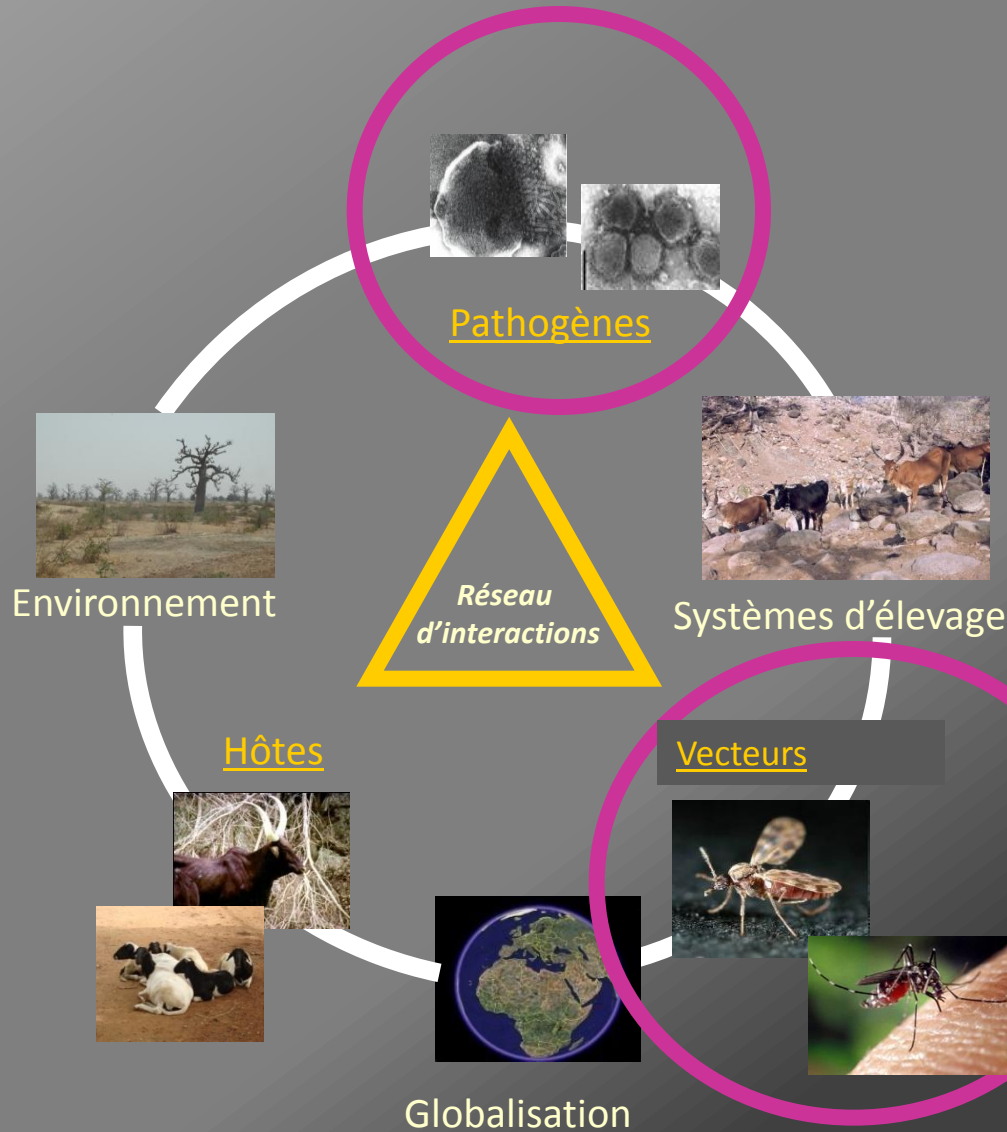 Pathogènes
Environnement
Réseau
d'interactions
Systèmes d'élevage
Hôtes
Vecteurs
Globalisation